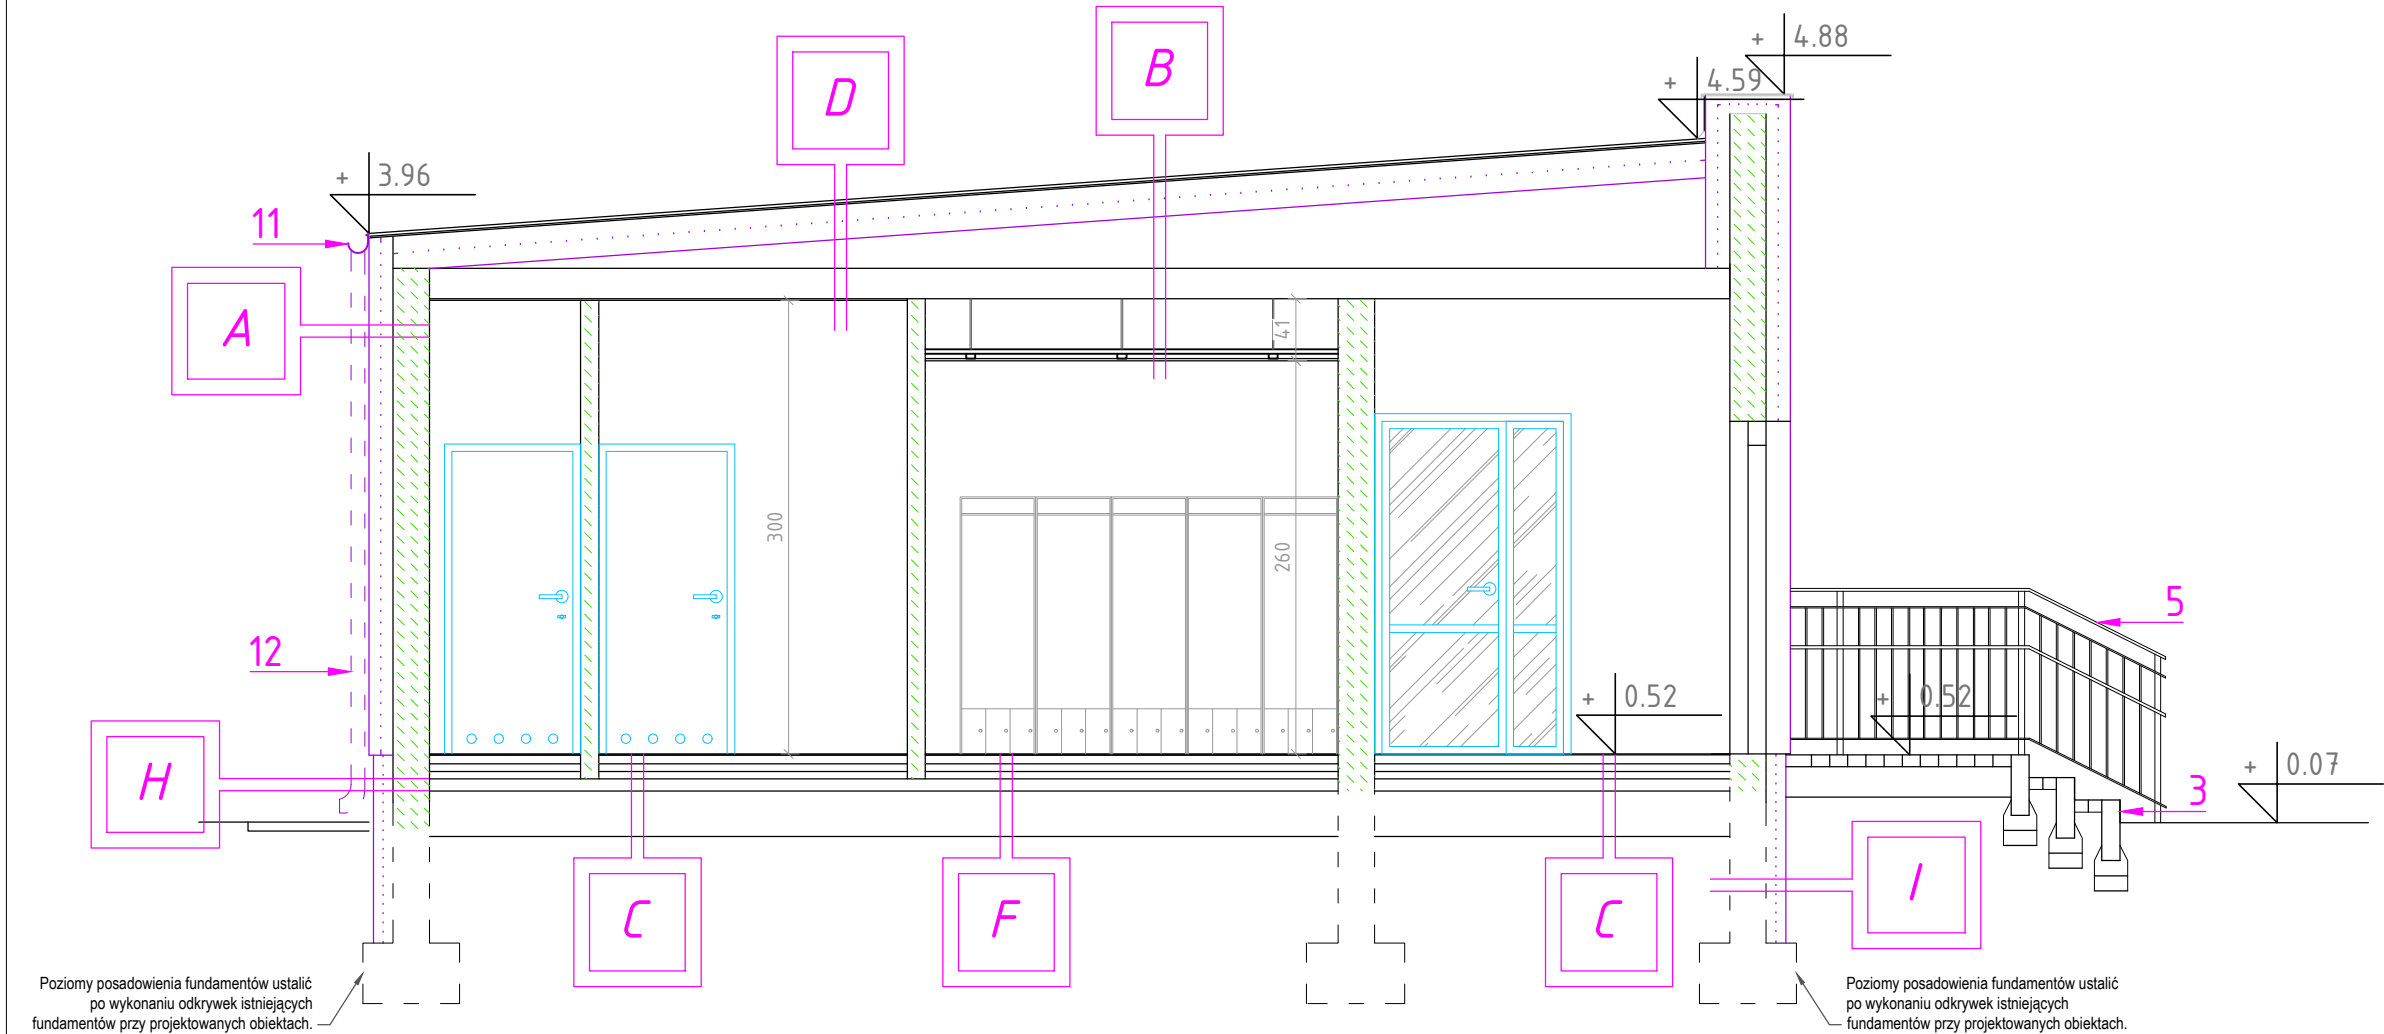 B
+ 4.88
D
+ 4.59
+ 3.96
11
A
41
300
260
5
12
+ 0.52
+ 0.52
H
+ 0.07
3
C
F
C
I
Poziomy posadowienia fundamentów ustalić
po wykonaniu odkrywek istniejących
fundamentów przy projektowanych obiektach.
Poziomy posadowienia fundamentów ustalić
po wykonaniu odkrywek istniejących
fundamentów przy projektowanych obiektach.